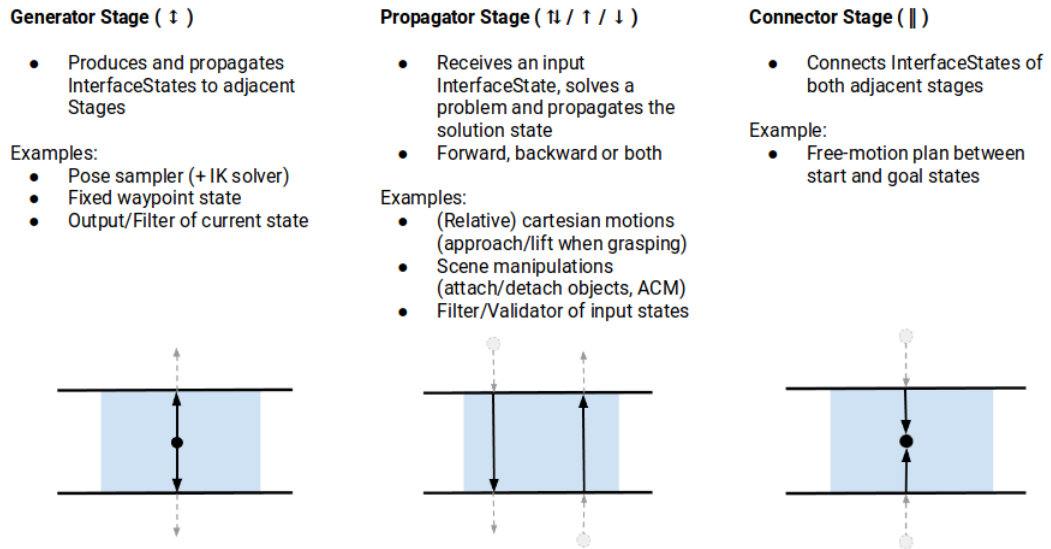 Generator Stage ( ↕ )
● Produces and propagates
InterfaceStates to adjacent
Stages
Examples:
● Pose sampler (+ IK solver)
● Fixed waypoint state
● Output/Filter of current state
Propagator Stage ( ⇅ / ↑ / ↓ )
● Receives an input
InterfaceState, solves a
problem and propagates the
solution state
● Forward, backward or both
Examples:
● (Relative) cartesian motions
(approach/lift when grasping)
● Scene manipulations
(attach/detach objects, ACM)
● Filter/Validator of input states
Connector Stage ( ‖ )
● Connects InterfaceStates of
both adjacent stages
Example:
● Free-motion plan between
start and goal states